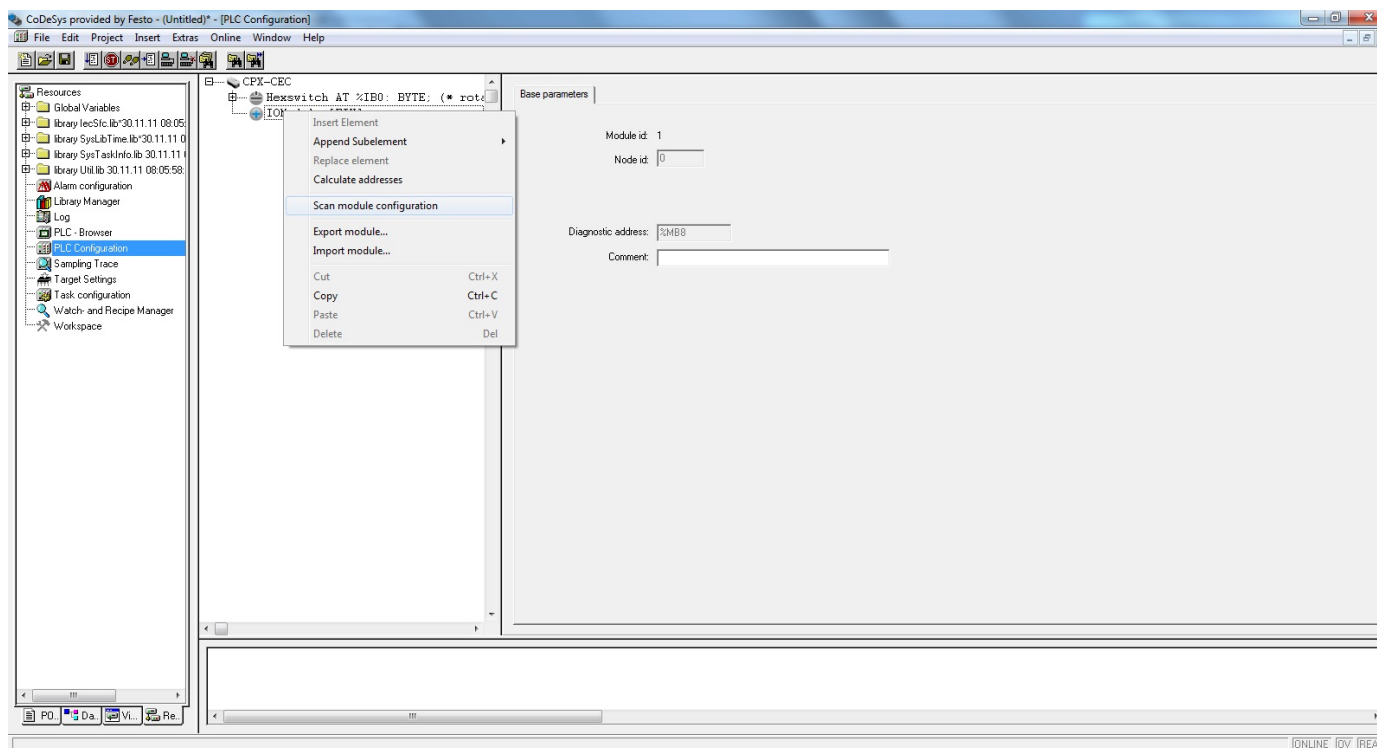 CoDeSys provided by Festo - (Untitled)* - [PLC Configuration]
File Edit Project Insert Extras Online Window Help
Resources
Global Variables
library IecSfc.lib*30.11.11 08:05:
library SysLibTime.lib*30.11.11 0
library SysTaskInfo.lib 30.11.11
library Util.lib 30.11.11 08:05:58:
Alarm configuration
Library Manager
Log
PLC - Browser
PLC Configuration
Sampling Trace
Target Settings
Task configuration
Watch- and Recipe Manager
Workspace
PO..
Da..
Vi...
Re..
CPX-CEC
Hexswitch AT %IB0: BYTE; (* rota
Insert Element
Append Subelement
Replace element
Calculate addresses
Scan module configuration
Export module...
Import module...
Cut Ctrl+X
Copy Ctrl+C
Paste Ctrl+V
Delete Del
Base parameters
Module id: 1
Node id: 0
Diagnostic address: %MB8
Comment:
ONLINE OV REA